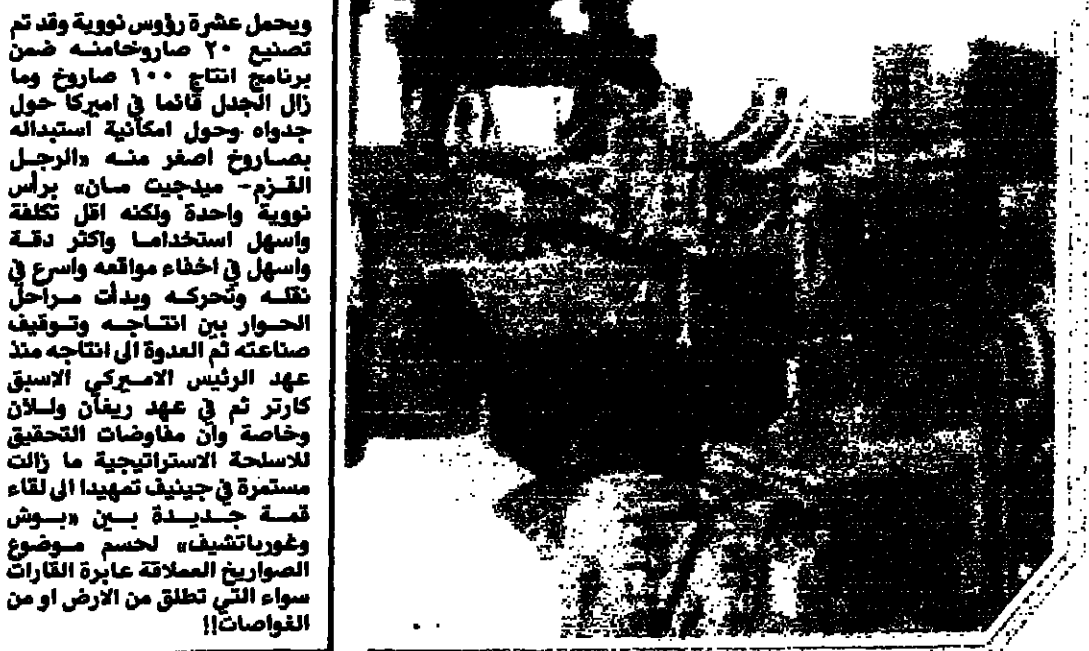 ويحمل عشرة رؤوس نووية وقد تم
تصنيع ٢٠ صاروخامنه ضمن
برنامج انتاج ١٠٠ صاروخ وما
زال الجدل قائما في اميركا حول
جدواه وحول امكانية استبداله
بصاروخ اصغر منه «الرجل
القزم- ميدجيت مان» برأس
نووية واحدة ولكنه اقل تكلفة
واسهل استخداما واكثر دقة
واسهل في اخفاء مواقعه واسرع في
نقله وتحركه وبدأت مراحل
الحوار بين انتاجه وتوقيف
صناعته ثم العدوة الى انتاجه منذ
عهد الرئيس الاميركي الاسبق
كارتر ثم في عهد ريغان وللان
وخاصة وان مفاوضات التحقيق
للاسلحة الاستراتيجية ما زالت
مستمرة في جينيف تمهيدا الى لقاء
قمة جديدة بين «بوش
وغورباتشيف» لحسم موضوع
الصواريخ العملاقة عابرة القارات
سواء التي تطلق من الارض او من
الغواصات!!